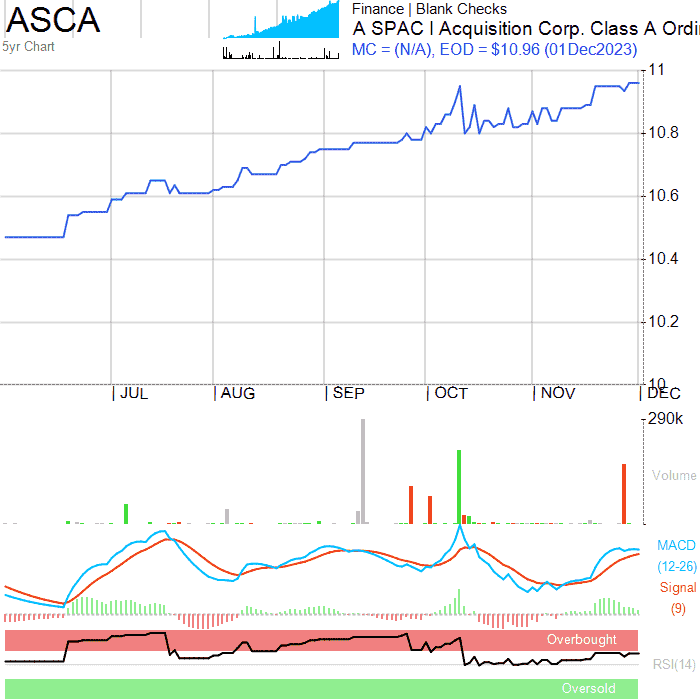 ASCA
5yr Chart
Finance | Blank Checks
A SPAC I Acquisition Corp. Class A Ordi
MC = (N/A), EOD = $10.96 (01Dec2023)
11
10.8
10.6
10.4
10.2
10
| JUL | AUG | SEP | OCT | NOV | DEC
290k
Volume
MACD
(12-26)
Signal
(9)
Overbought
RSI(14)
Oversold